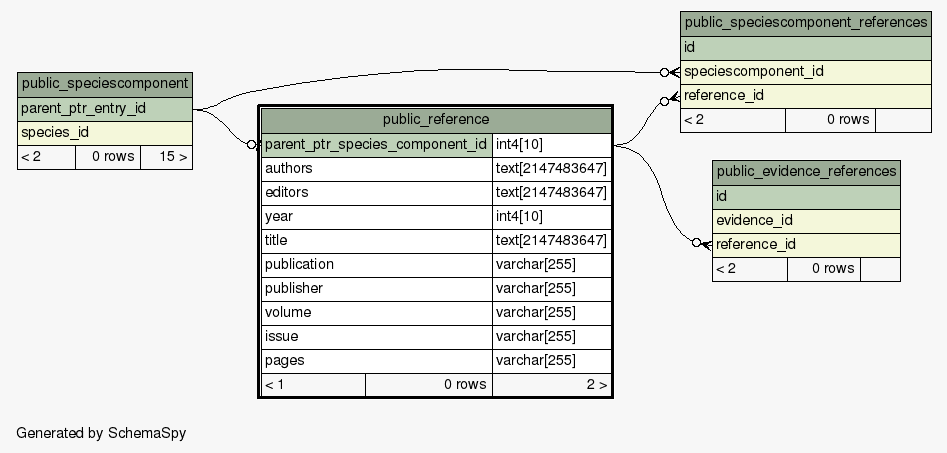 public_speciescomponent_references
id
speciescomponent_id
reference_id
< 2 0 rows
public_speciescomponent
parent_ptr_entry_id
species_id
< 2 0 rows 15 >
public_reference
parent_ptr_species_component_id int4[10]
authors text[2147483647]
editors text[2147483647]
year int4[10]
title text[2147483647]
publication varchar[255]
publisher varchar[255]
volume varchar[255]
issue varchar[255]
pages varchar[255]
< 1 0 rows 2 >
public_evidence_references
id
evidence_id
reference_id
< 2 0 rows
Generated by SchemaSpy